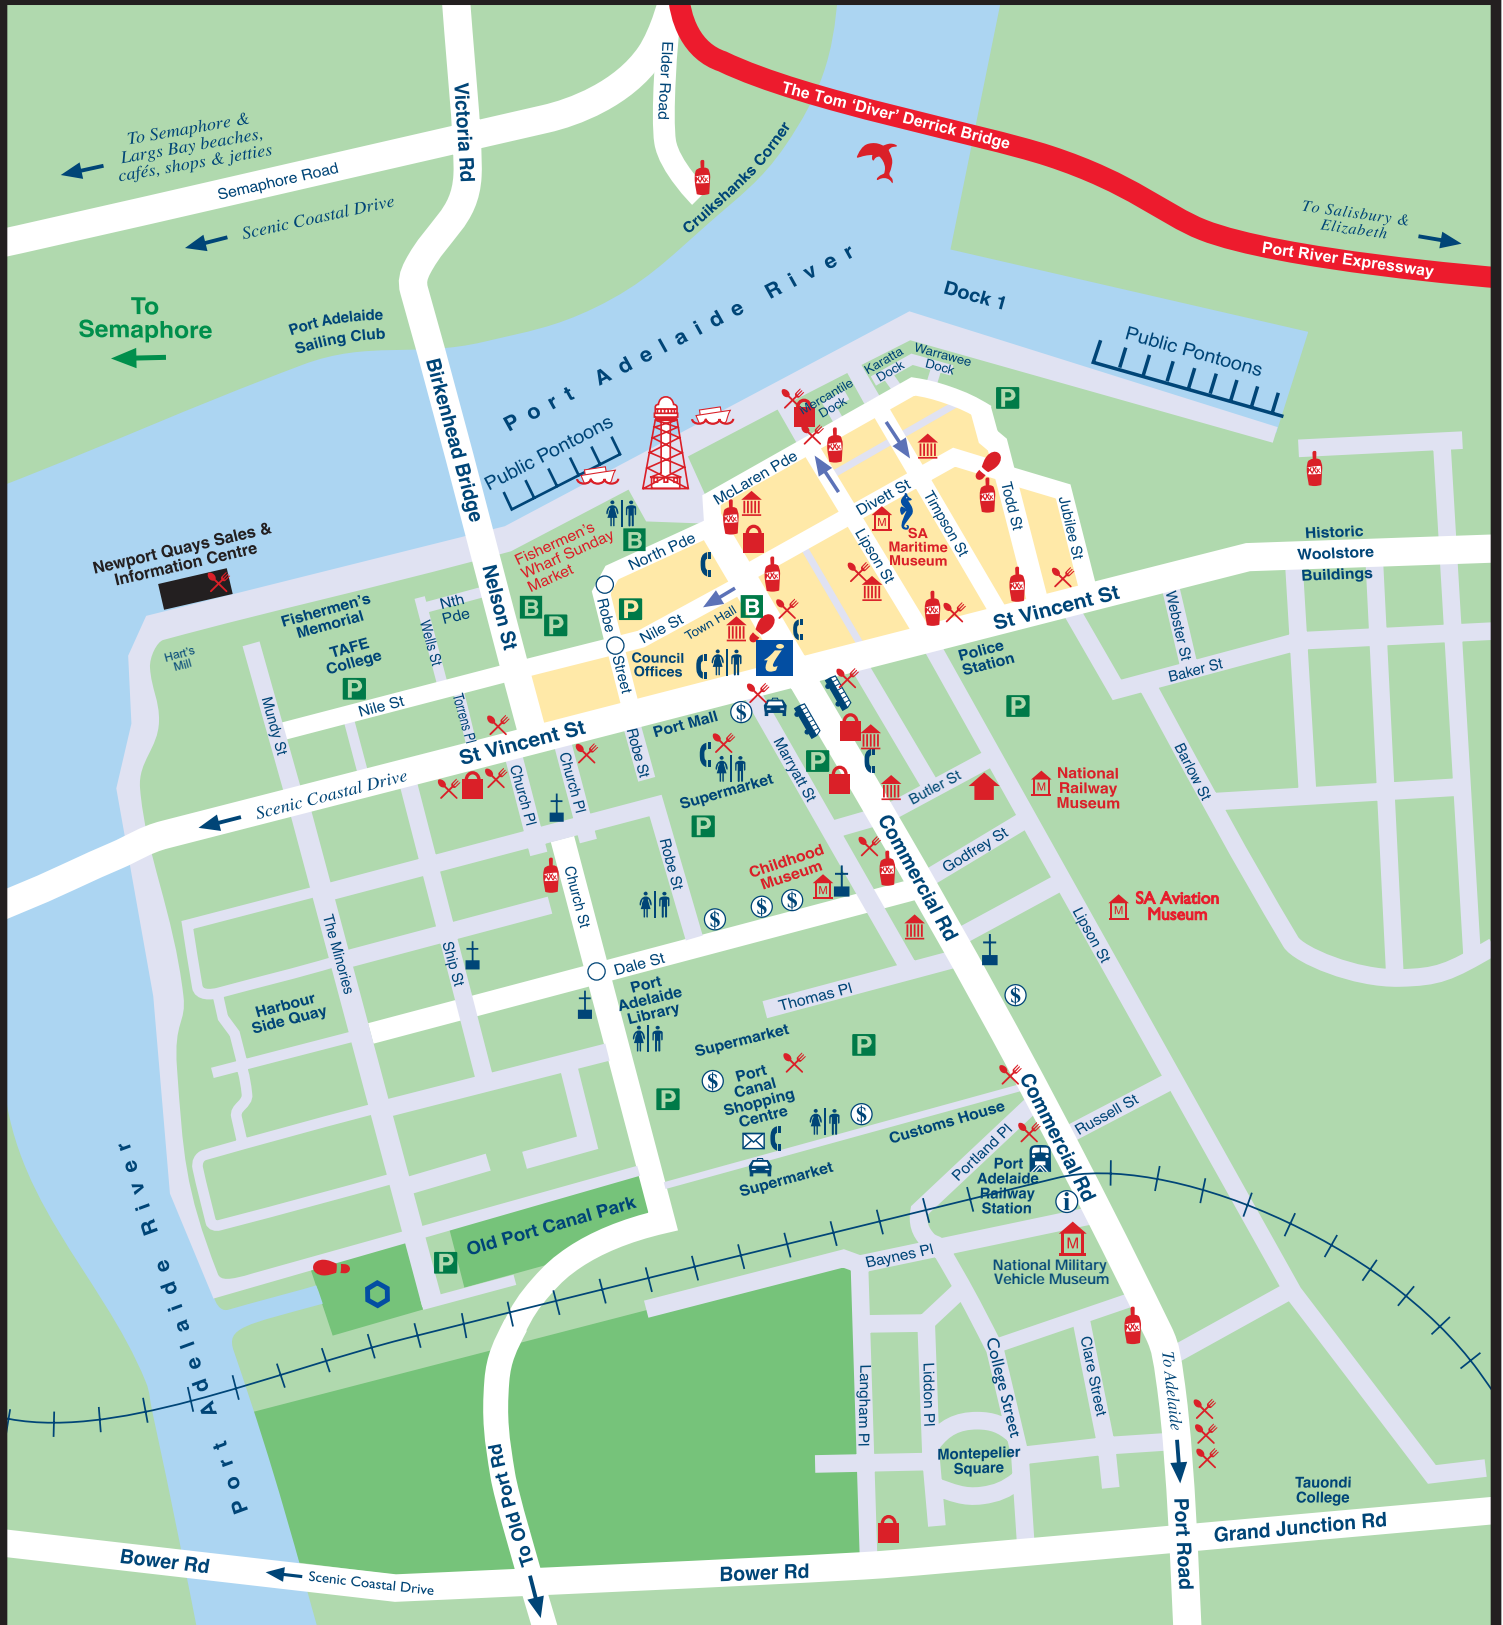 The Tom ‘Diver’ Derrick Bridge
Elder Road
Victoria Rd
To Semaphore &
Largs Bay beaches,
cafés, shops & jetties
Semaphore Road
Scenic Coastal Drive
Cruikshanks Corner
To Salisbury &
Elizabeth
Port River Expressway
To
Semaphore
Port Adelaide
Sailing Club
Port Adelaide River
Dock 1
Public Pontoons
Birkenhead Bridge
Public Pontoons
Karatta
Dock
Warrawee
Dock
Mercantile
Dock
P
McLaren Pde
Divett St
Timpson St
Todd St
Jubilee St
Lipson St
SA
Maritime
Museum
M
Newport Quays Sales &
Information Centre
Fishermen's
Wharf Sunday
Market
B
North Pde
Historic
Woolstore
Buildings
Nelson St
B
P
P
B
Robe
Street
Nile St
Town Hall
Council
Offices
i
St Vincent St
Fishermen's
Memorial
Nth
Pde
Wells St
TAFE
College
P
Hart's
Mill
Nile St
Mundy St
Torrens Pl
St Vincent St
Port Mall
$
Police
Station
P
Webster St
Baker St
Barlow St
Scenic Coastal Drive
Church Pl
Church Pl
Robe St
Supermarket
P
Marryatt St
P
Butler St
M
National
Railway
Museum
Commercial Rd
Godfrey St
Childhood
Museum
M
Robe St
Church St
$
$
$
M
SA Aviation
Museum
Lipson St
The Minories
Ship St
Dale St
Port
Adelaide
Library
Harbour
Side Quay
Thomas Pl
$
Supermarket
P
P
$
Port
Canal
Shopping
Centre
$
Customs House
Supermarket
Commercial Rd
Russell St
Portland Pl
Port
Adelaide
Railway
Station
i
M
National Military
Vehicle Museum
Old Port Canal Park
P
Baynes Pl
Port Adelaide River
Langham Pl
Liddon Pl
College Street
Clare Street
Montepelier
Square
To Adelaide
Tauondi
College
Grand Junction Rd
Port Road
To Old Port Rd
Bower Rd
Scenic Coastal Drive
Bower Rd